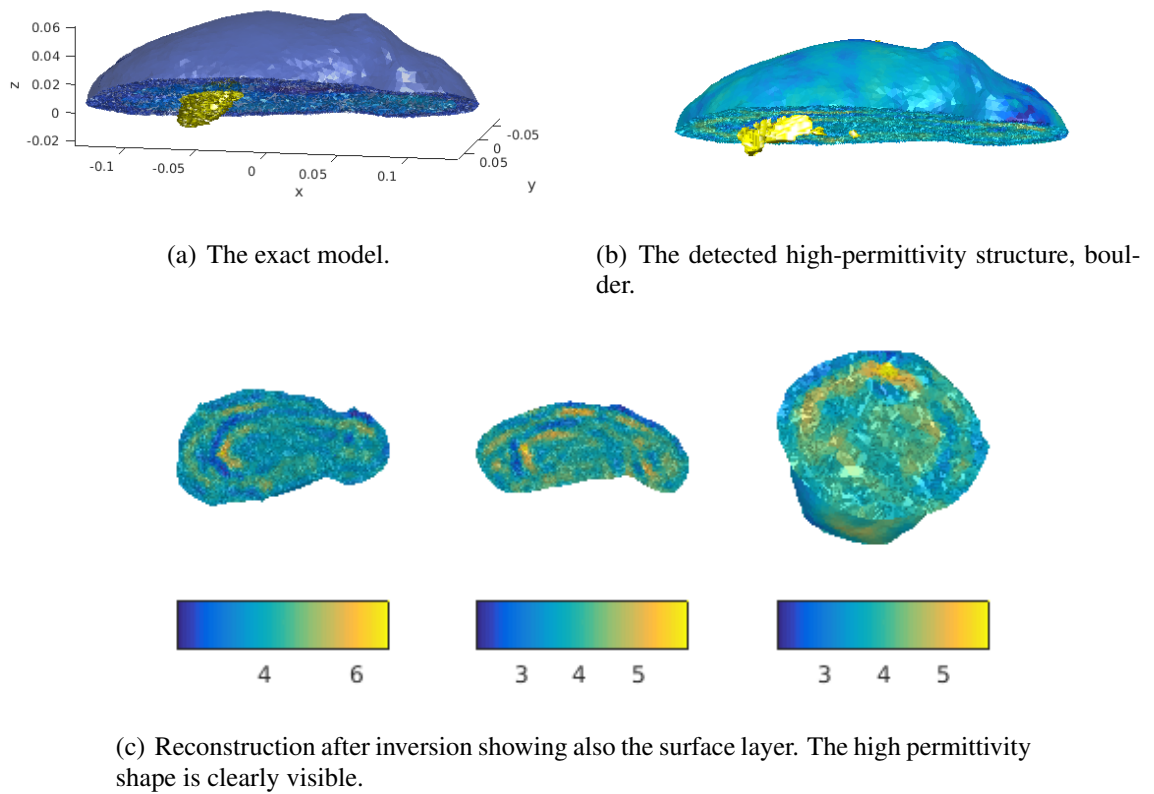 0.06
0.04
0.02
0
-0.02
z
-0.1
-0.05
0
0.05
0.1
x
-0.05
0
0.05
y
(a) The exact model.
(b) The detected high-permittivity structure, boul-
der.
4 6
3 4 5
3 4 5
(c) Reconstruction after inversion showing also the surface layer. The high permittivity
shape is clearly visible.